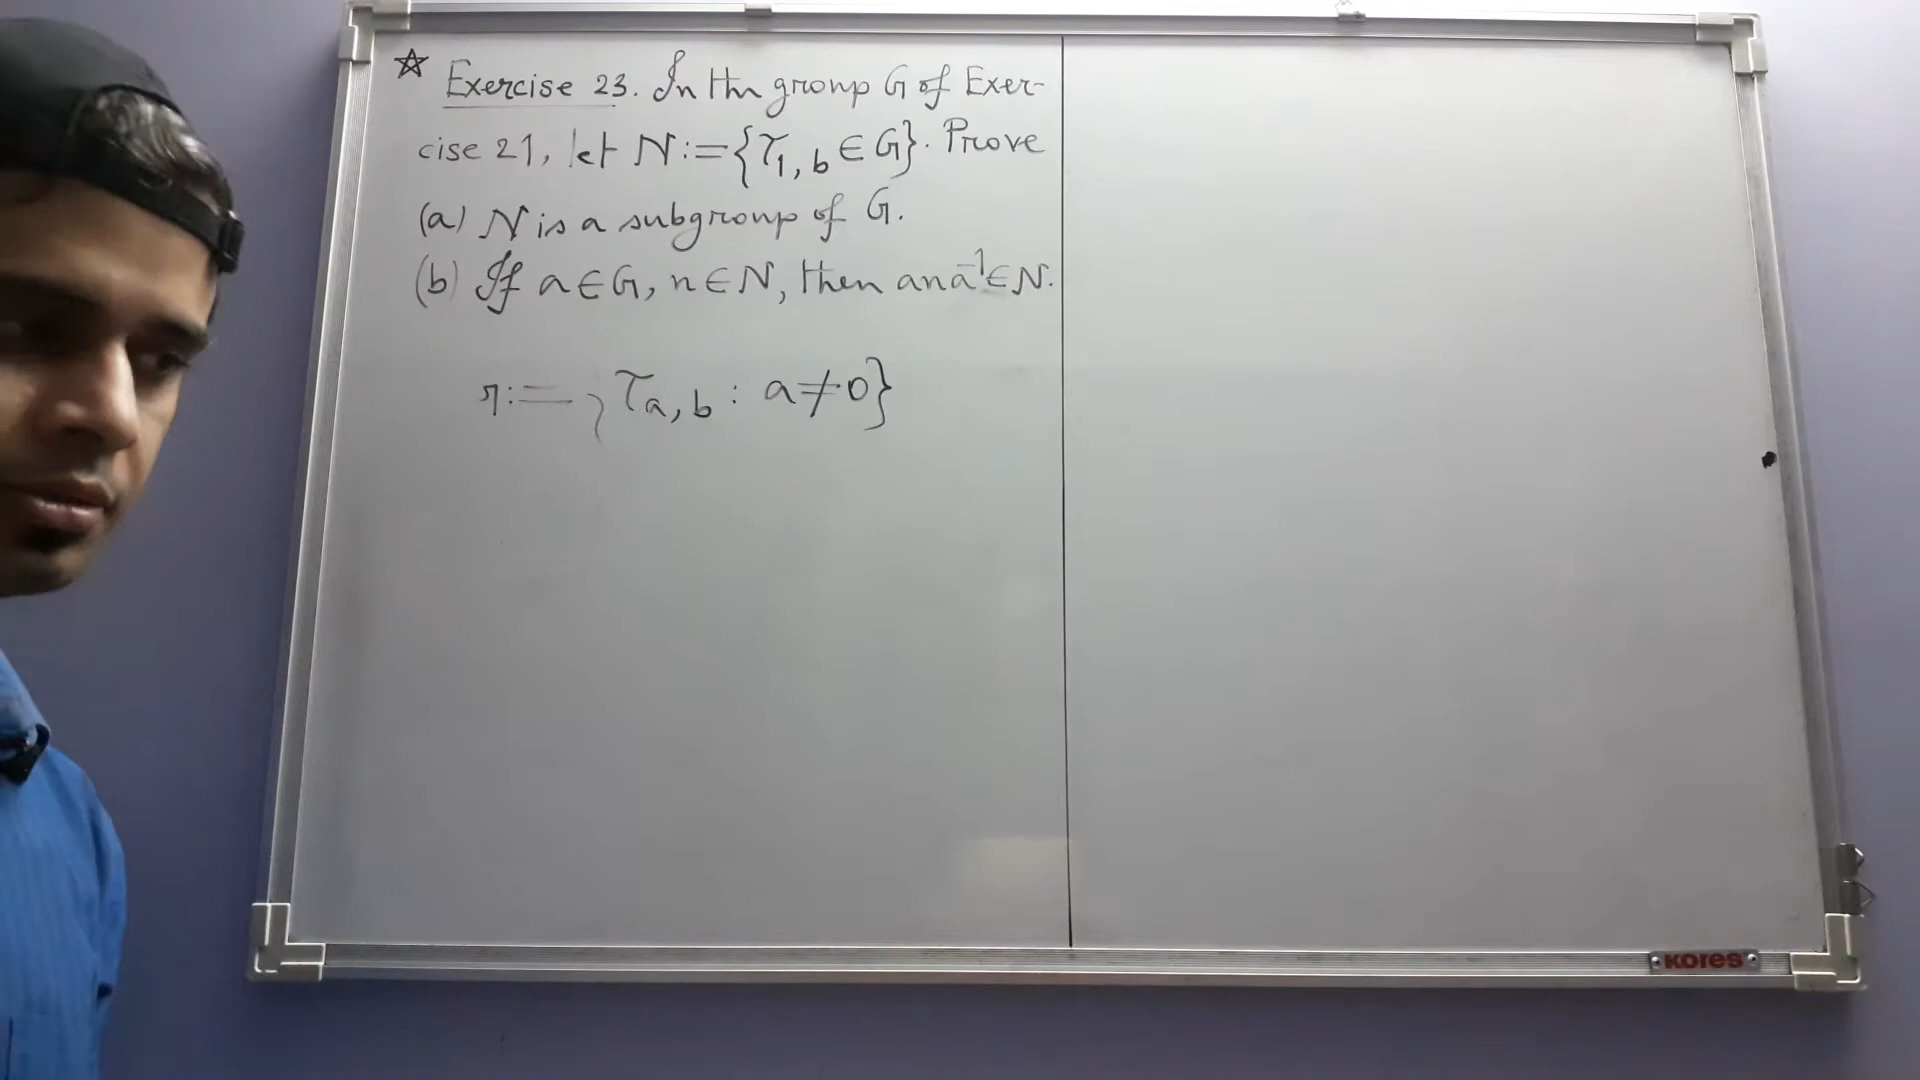 ☆ Exercise 23. In the group G of Exer-
cise 21, let N:={τ₁, b ∈ G}. Prove
(a) N is a subgroup of G.
(b) If a∈G, n∈N, then ana⁻¹∈N.
:= τa, b : a≠0}
KORES